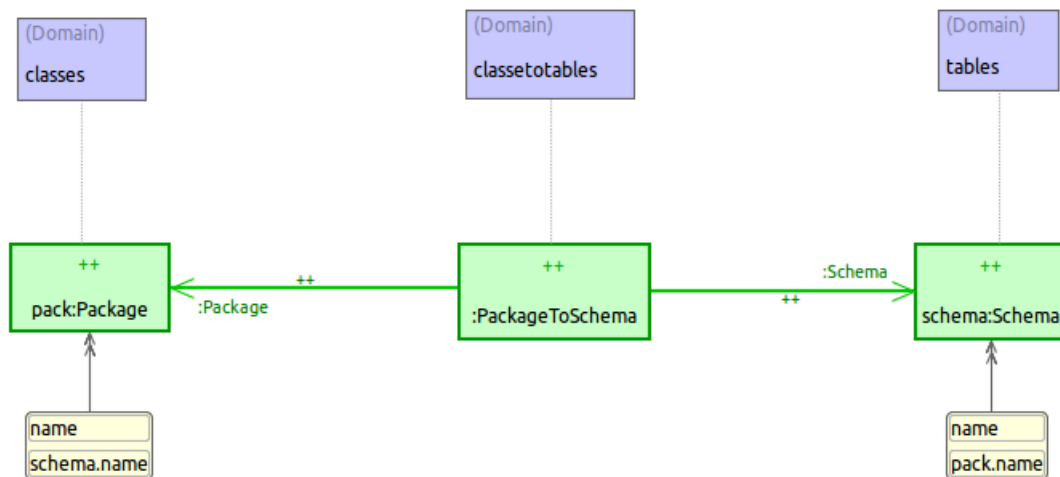 (Domain)
classes
(Domain)
classetotables
(Domain)
tables
++
pack:Package
++
:Package
++
:PackageToSchema
:Schema
++
++
schema:Schema
name
schema.name
name
pack.name